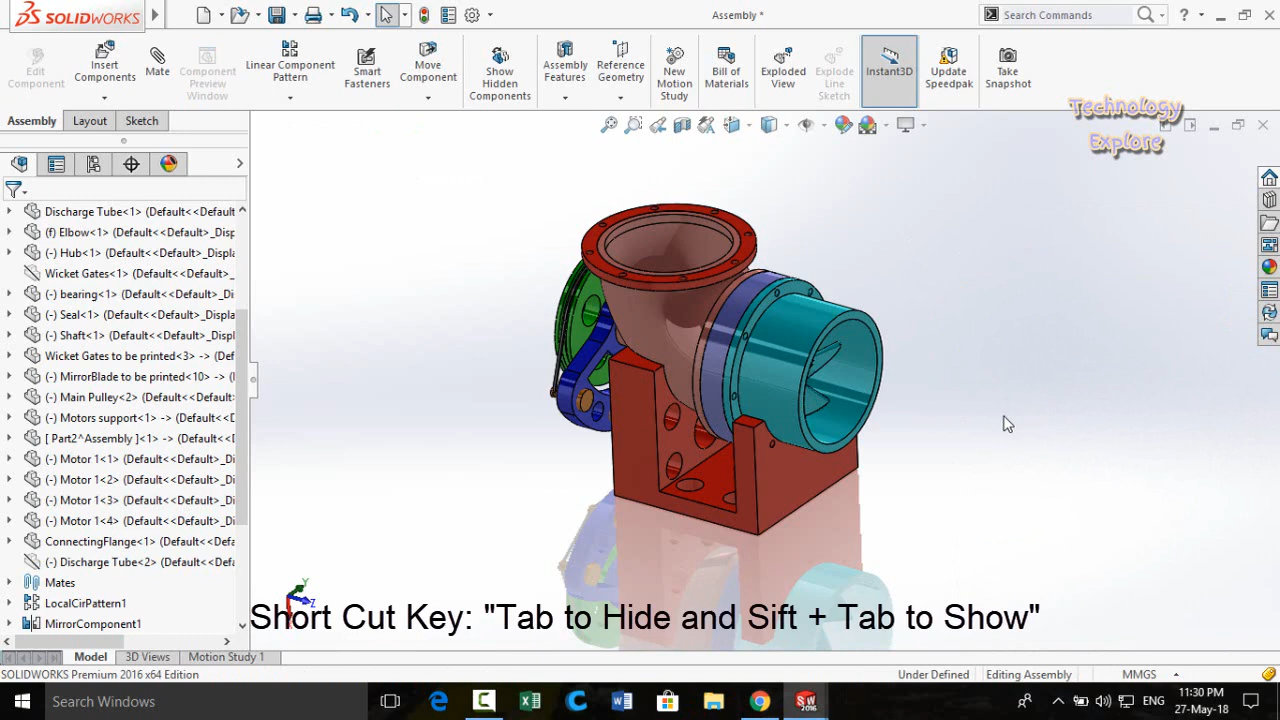 SOLIDWORKS
Assembly *
Search Commands
Edit Component
Insert Components
Mate
Component Preview Window
Linear Component Pattern
Smart Fasteners
Move Component
Show Hidden Components
Assembly Features
Reference Geometry
New Motion Study
Bill of Materials
Exploded View
Explode Line Sketch
Instant3D
Update Speedpak
Take Snapshot
Technology
Explore
Assembly
Layout
Sketch
Discharge Tube<1> (Default<<Default
(f) Elbow<1> (Default<<Default>_Displa
(-) Hub<1> (Default<<Default>_Displa
Wicket Gates<1> (Default<<Default>_
(-) bearing<1> (Default<<Default>_Di
(-) Seal<1> (Default<<Default>_Displa
(-) Shaft<1> (Default<<Default>_Displ
Wicket Gates to be printed<3> -> (Def
(-) MirrorBlade to be printed<10> -> (
(-) Main Pulley<2> (Default<<Default
(-) Motors support<1> -> (Default<<D
[ Part2^Assembly ]<1> -> (Default<<D
(-) Motor 1<1> (Default<<Default>_Di
(-) Motor 1<2> (Default<<Default>_Di
(-) Motor 1<3> (Default<<Default>_Di
(-) Motor 1<4> (Default<<Default>_Di
ConnectingFlange<1> (Default<<Defa
(-) Discharge Tube<2> (Default<<Defa
Mates
LocalCirPattern1
MirrorComponent1
Y
Z
Short Cut Key: "Tab to Hide and Sift + Tab to Show"
Model
3D Views
Motion Study 1
SOLIDWORKS Premium 2016 x64 Edition
Under Defined
Editing Assembly
MMGS
Search Windows
ENG
11:30 PM
27-May-18